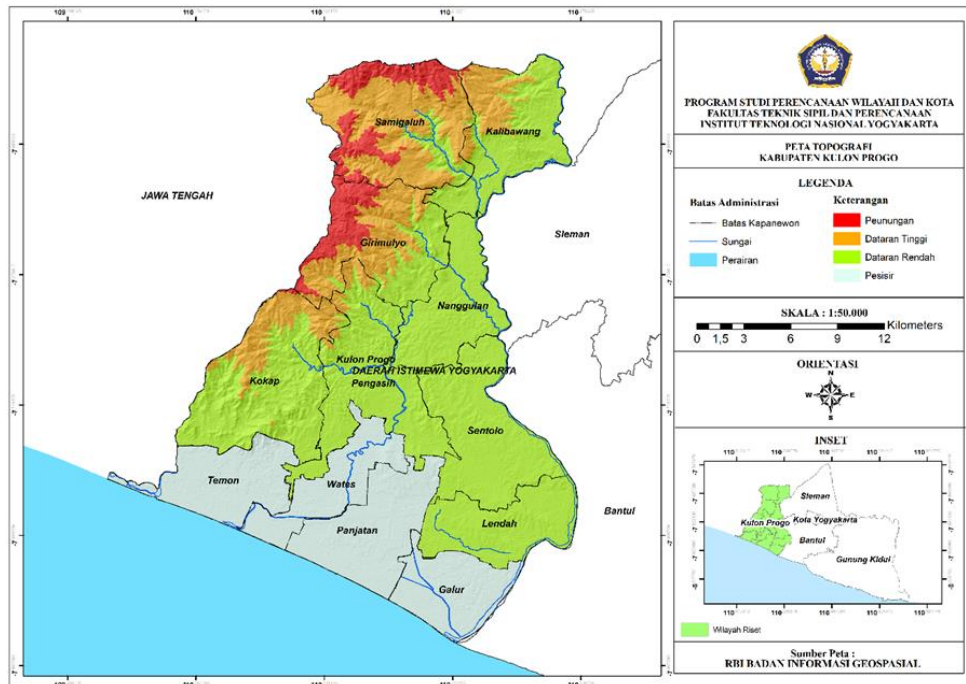 JAWA TENGAH
Samigaluh
Kalibawang
Sleman
Girimulyo
Nanggulan
Kulon Progo
DAERAH ISTIMEWA YOGYAKARTA
Pengasih
Kokap
Sentolo
Temon
Wates
Bantul
Panjatan
Lendah
Galur
PROGRAM STUDI PERENCANAAN WILAYAH DAN KOTA
FAKULTAS TEKNIK SIPIL DAN PERENCANAAN
INSTITUT TEKNOLOGI NASIONAL YOGYAKARTA
PETA TOPOGRAFI
KABUPATEN KULON PROGO
LEGENDA
Batas Administrasi
Batas Kapanewon
Sungai
Perairan
Keterangan
Peunungan
Dataran Tinggi
Dataran Rendah
Pesisir
SKALA : 1:50.000
Kilometers
0 1,5 3 6 9 12
ORIENTASI
N
W E
S
INSET
Sleman
Kulon Progo
Kota Yogyakarta
Bantul
Gunung Kidul
Wilayah Riset
Sumber Peta :
RBI BADAN INFORMASI GEOSPASIAL